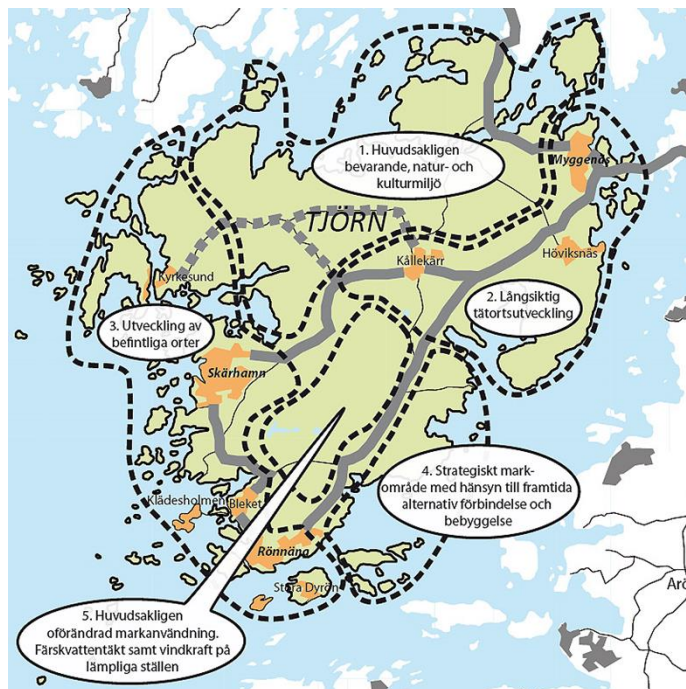 1. Huvudsakligen
bevarande, natur- och
kulturmiljö
Myggenäs
TJÖRN
Kållekärr
Höviksnäs
Kyrkesund
2. Långsiktig
tätortsutveckling
3. Utveckling av
befintliga orter
Skärhamn
4. Strategiskt mark-
område med hänsyn till framtida
alternativ förbindelse och
bebyggelse
Klädesholmen
Bleket
Rönnäng
Stora Dyrön
5. Huvudsakligen
oförändrad markanvändning.
Färskvattentäkt samt vindkraft på
lämpliga ställen